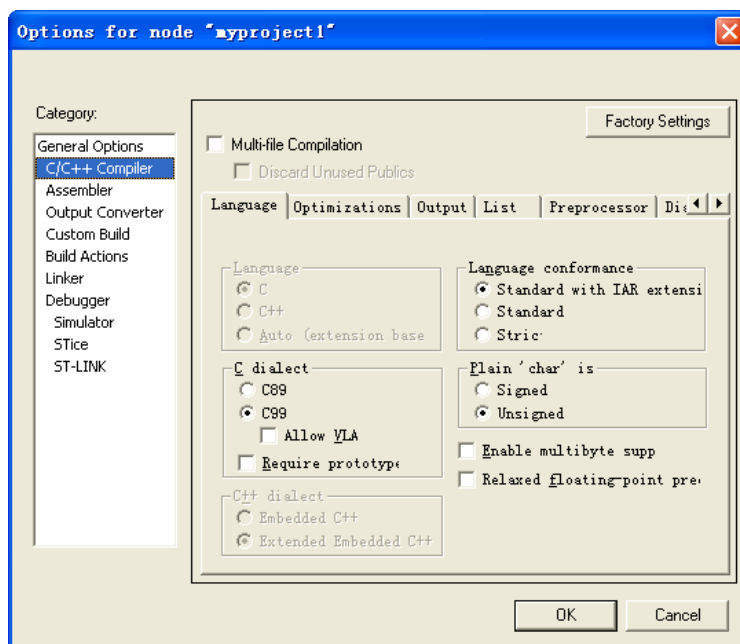 Options for node "myproject1"
Category:
General Options
C/C++ Compiler
Assembler
Output Converter
Custom Build
Build Actions
Linker
Debugger
Simulator
STice
ST-LINK
Factory Settings
Multi-file Compilation
Discard Unused Publics
Language Optimizations Output List Preprocessor Dia
Language
C
C++
Auto (extension base
C dialect
C89
C99
Allow VLA
Require prototype
C++ dialect
Embedded C++
Extended Embedded C++
Language conformance
Standard with IAR extensi
Standard
Stric
Plain 'char' is
Signed
Unsigned
Enable multibyte supp
Relaxed floating-point pre
OK Cancel